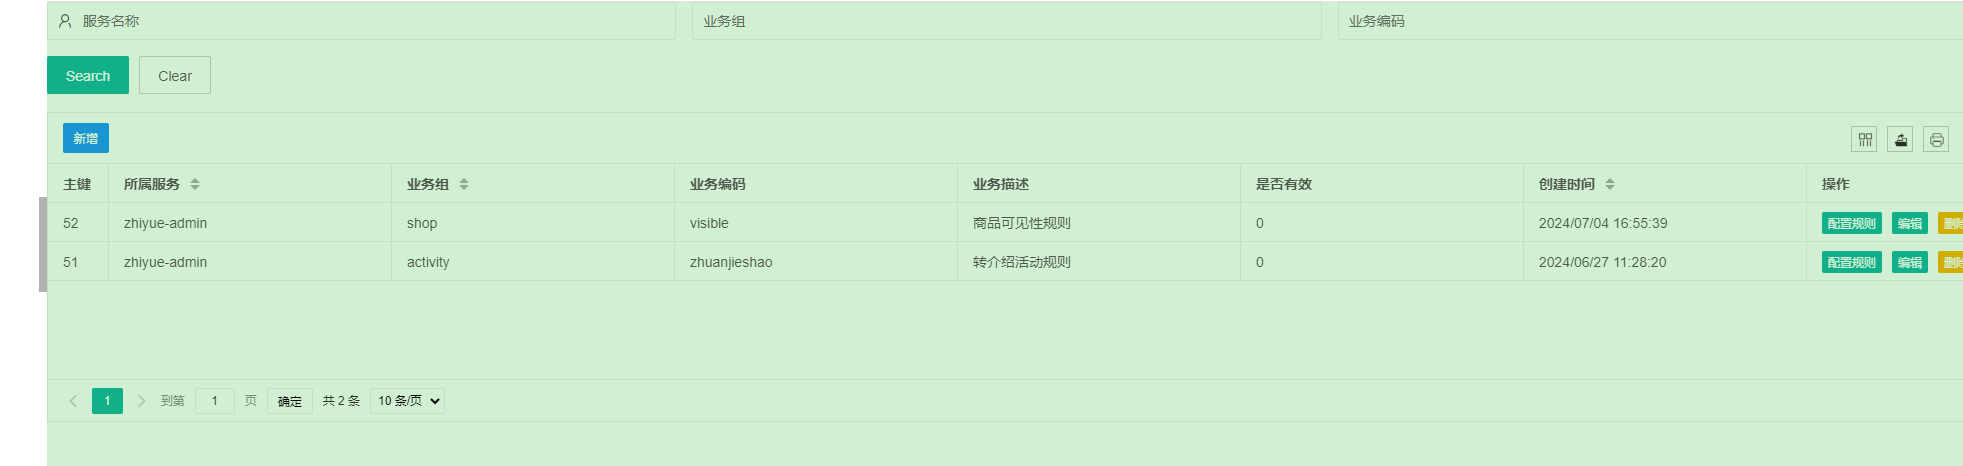 服务名称 业务组 业务编码
Search Clear
新增
主键 所属服务 业务组 业务编码 业务描述 是否有效 创建时间 操作
52 zhiyue-admin shop visible 商品可见性规则 0 2024/07/04 16:55:39 配置规则 编辑 删除
51 zhiyue-admin activity zhuanjieshao 转介绍活动规则 0 2024/06/27 11:28:20 配置规则 编辑 删除
1 到第 1 页 确定 共 2 条 10 条/页